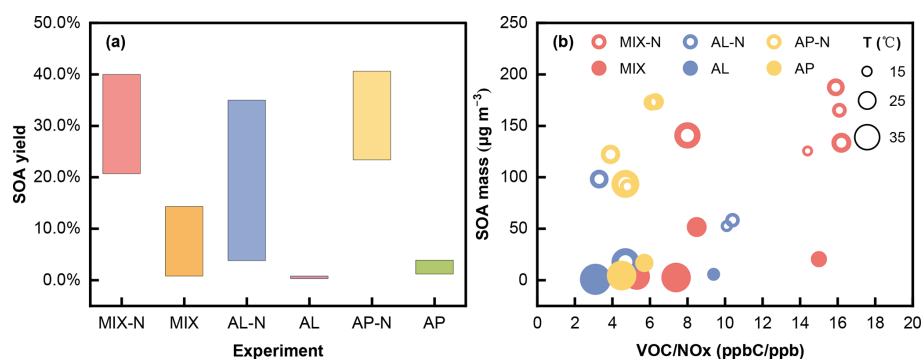 (a)
SOA yield
50.0%
40.0%
30.0%
20.0%
10.0%
0.0%
MIX-N MIX AL-N AL AP-N AP
Experiment
(b)
MIX-N AL-N AP-N T (℃)
MIX AL AP
15
25
35
SOA mass (μg m⁻³)
250
200
150
100
50
0
0 2 4 6 8 10 12 14 16 18 20
VOC/NOx (ppbC/ppb)